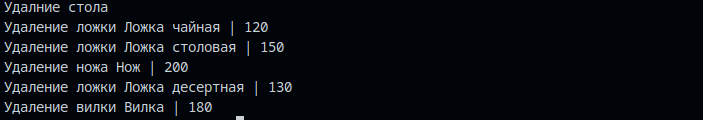 Удалние стола
Удаление ложки Ложка чайная | 120
Удаление ложки Ложка столовая | 150
Удаление ножа Нож | 200
Удаление ложки Ложка десертная | 130
Удаление вилки Вилка | 180